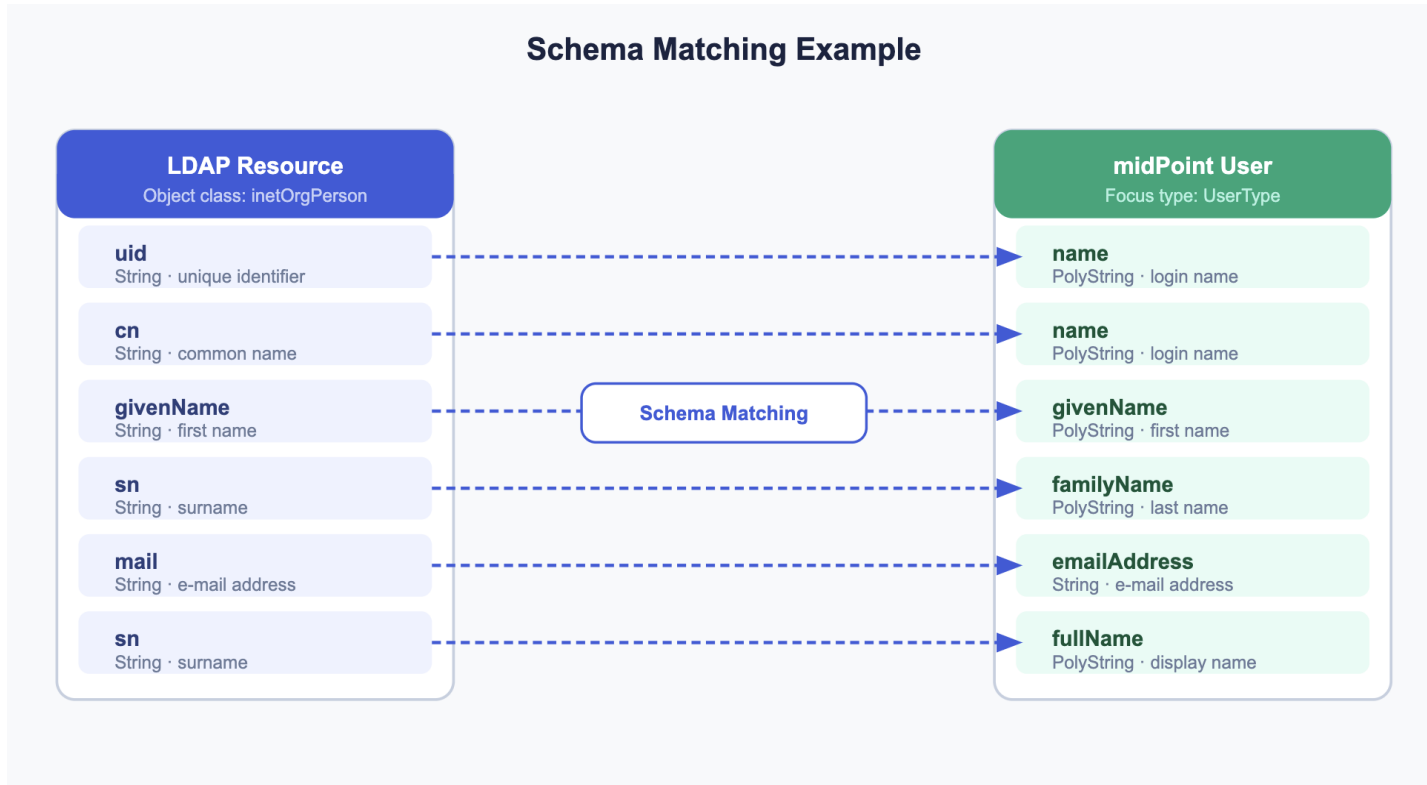 Schema Matching Example
LDAP Resource
Object class: inetOrgPerson
uid
String · unique identifier
cn
String · common name
givenName
String · first name
sn
String · surname
mail
String · e-mail address
sn
String · surname
Schema Matching
midPoint User
Focus type: UserType
name
PolyString · login name
name
PolyString · login name
givenName
PolyString · first name
familyName
PolyString · last name
emailAddress
String · e-mail address
fullName
PolyString · display name